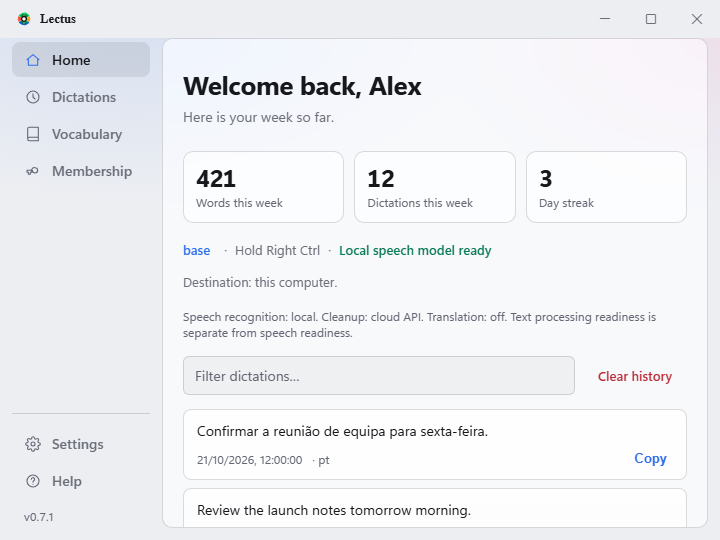 Lectus
Home
Dictations
Vocabulary
Membership
Settings
Help
v0.7.1
Welcome back, Alex
Here is your week so far.
421
Words this week
12
Dictations this week
3
Day streak
base · Hold Right Ctrl · Local speech model ready
Destination: this computer.
Speech recognition: local. Cleanup: cloud API. Translation: off. Text processing readiness is
separate from speech readiness.
Filter dictations...
Clear history
Confirmar a reunião de equipa para sexta-feira.
21/10/2026, 12:00:00 · pt
Copy
Review the launch notes tomorrow morning.